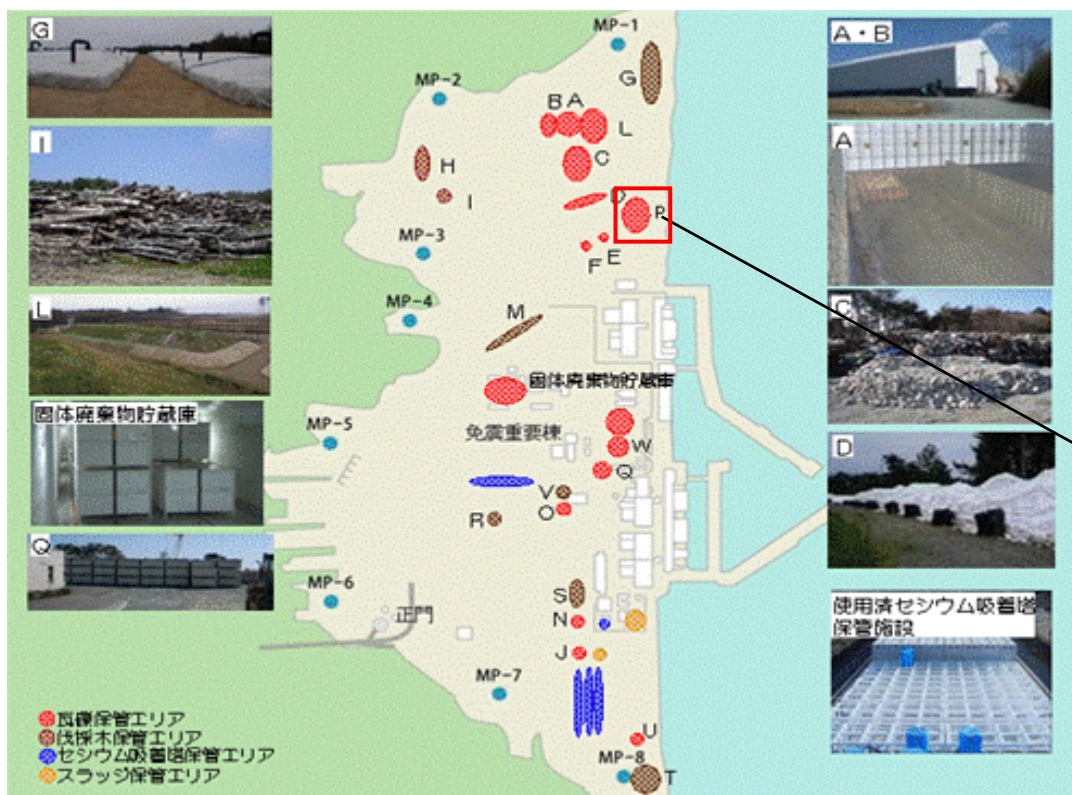 G
I
L
固体廃棄物貯蔵庫
Q
MP-1
G
MP-2
B A
L
C
H
I
D
P
MP-3
E
F
MP-4
M
固体廃棄物貯蔵庫
MP-5
免震重要棟
W
Q
V
O
R
MP-6
正門
S
N
J
MP-7
U
MP-8
T
瓦礫保管エリア
伐採木保管エリア
セシウム吸着塔保管エリア
スラッジ保管エリア
A・B
A
C
D
使用済セシウム吸着塔
保管施設